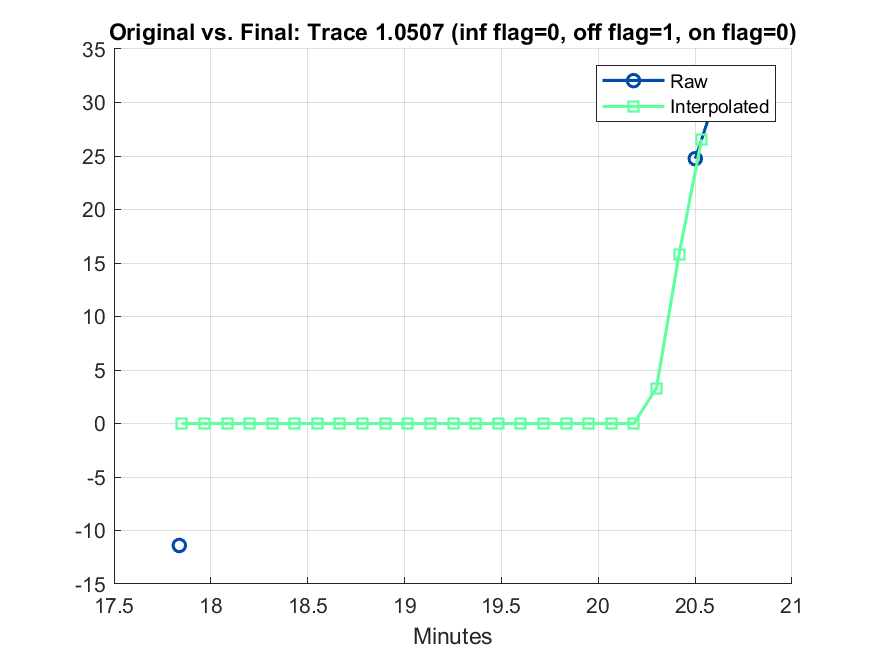 Original vs. Final: Trace 1.0507 (inf flag=0, off flag=1, on flag=0)
35
30
25
20
15
10
5
0
-5
-10
-15
Raw
Interpolated
17.5 18 18.5 19 19.5 20 20.5 21
Minutes